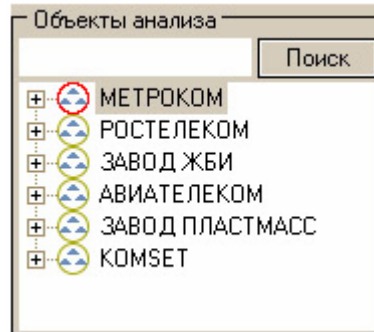 Объекты анализа
Поиск
МЕТРОКОМ
РОСТЕЛЕКОМ
ЗАВОД ЖБИ
АВИАТЕЛЕКОМ
ЗАВОД ПЛАСТМАСС
KOMSET